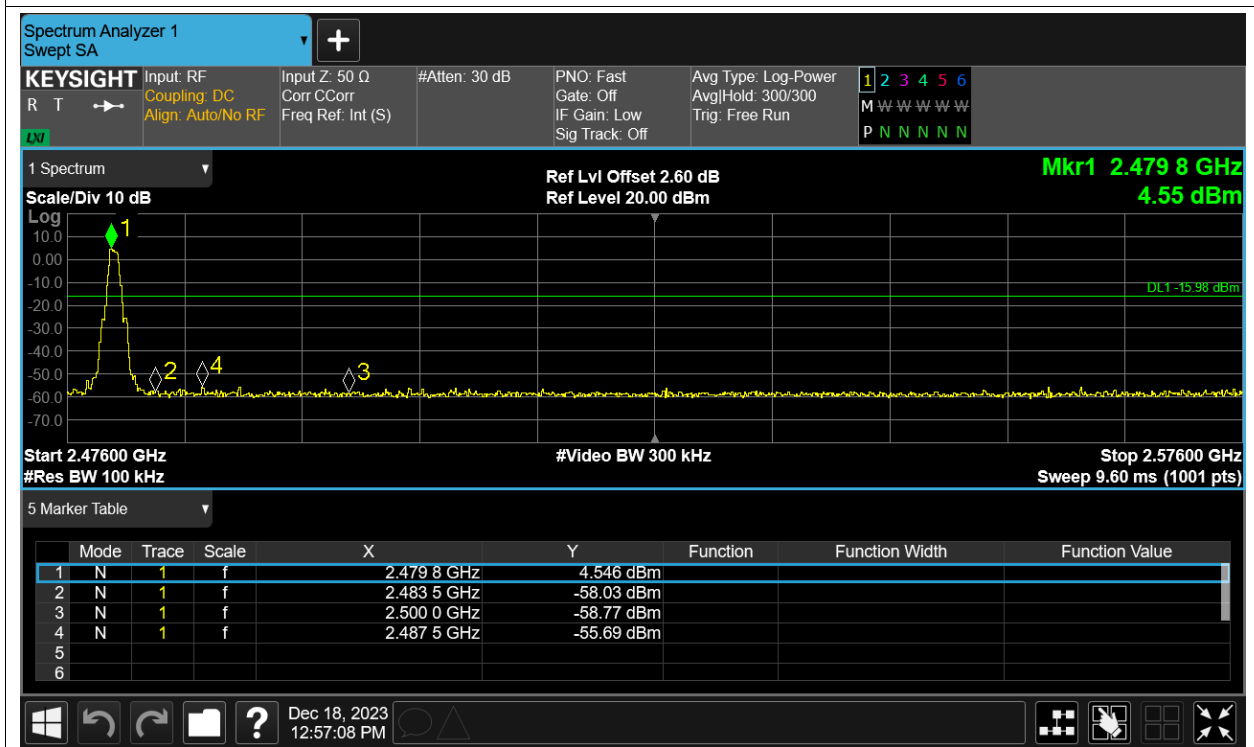 Spectrum Analyzer 1
Swept SA
+
KEYSIGHT
R T
LXI
Input: RF
Coupling: DC
Align: Auto/No RF
Input Z: 50 Ω
Corr CCorr
Freq Ref: Int (S)
#Atten: 30 dB
PNO: Fast
Gate: Off
IF Gain: Low
Sig Track: Off
Avg Type: Log-Power
Avg|Hold: 300/300
Trig: Free Run
1 2 3 4 5 6
M W W W W W
P N N N N N
1 Spectrum
Scale/Div 10 dB
Ref Lvl Offset 2.60 dB
Ref Level 20.00 dBm
Mkr1 2.479 8 GHz
4.55 dBm
Log
10.0
0.00
-10.0
-20.0
-30.0
-40.0
-50.0
-60.0
-70.0
1
DL1 -15.98 dBm
2
4
3
Start 2.47600 GHz
#Res BW 100 kHz
#Video BW 300 kHz
Stop 2.57600 GHz
Sweep 9.60 ms (1001 pts)
5 Marker Table
Mode Trace Scale X Y Function Function Width Function Value
1 N 1 f 2.479 8 GHz 4.546 dBm
2 N 1 f 2.483 5 GHz -58.03 dBm
3 N 1 f 2.500 0 GHz -58.77 dBm
4 N 1 f 2.487 5 GHz -55.69 dBm
5
6
?
Dec 18, 2023
12:57:08 PM